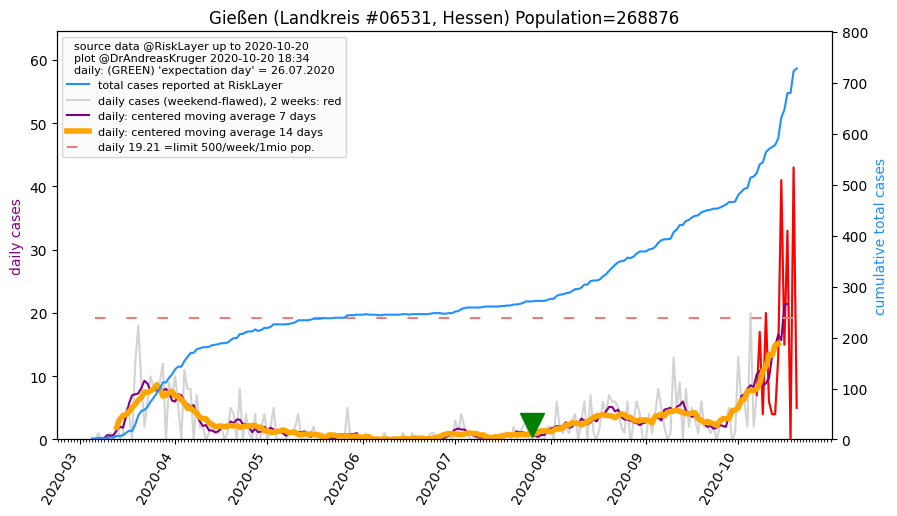 Gießen (Landkreis #06531, Hessen) Population=268876
source data @RiskLayer up to 2020-10-20
plot @DrAndreasKruger 2020-10-20 18:34
daily: (GREEN) 'expectation day' = 26.07.2020
total cases reported at RiskLayer
daily cases (weekend-flawed), 2 weeks: red
daily: centered moving average 7 days
daily: centered moving average 14 days
daily 19.21 =limit 500/week/1mio pop.
daily cases
60
50
40
30
20
10
0
800
700
600
500
400
300
200
100
0
cumulative total cases
2020-03
2020-04
2020-05
2020-06
2020-07
2020-08
2020-09
2020-10